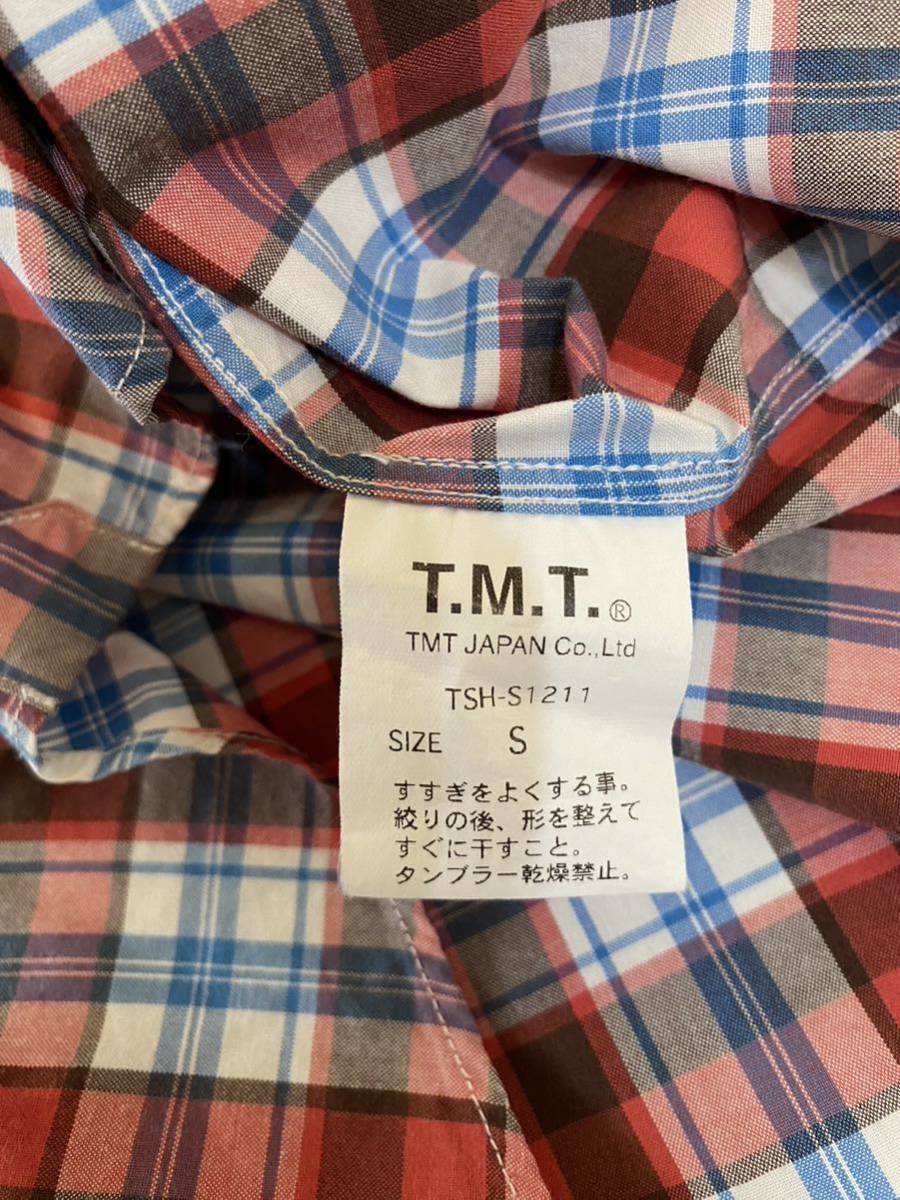 T.M.T.®
TMT JAPAN Co.,Ltd
TSH-S1211
SIZE S
すすぎをよくする事。
絞りの後、形を整えて
すぐに干すこと。
タンブラー乾燥禁止。